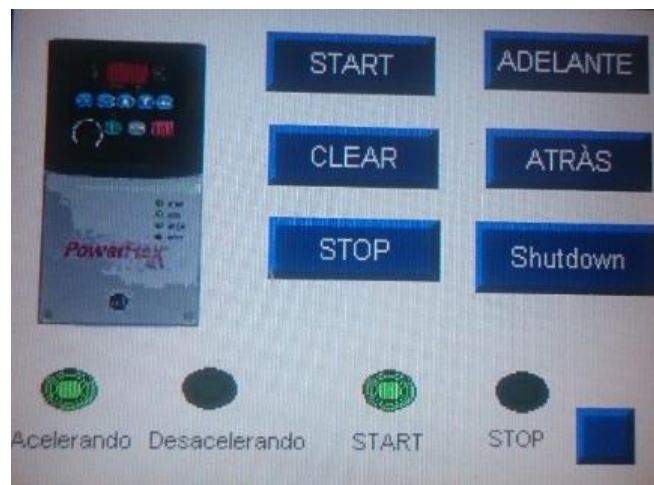 START
ADELANTE
CLEAR
ATRÀS
STOP
Shutdown
PowerFlex
Acelerando
Desacelerando
START
STOP